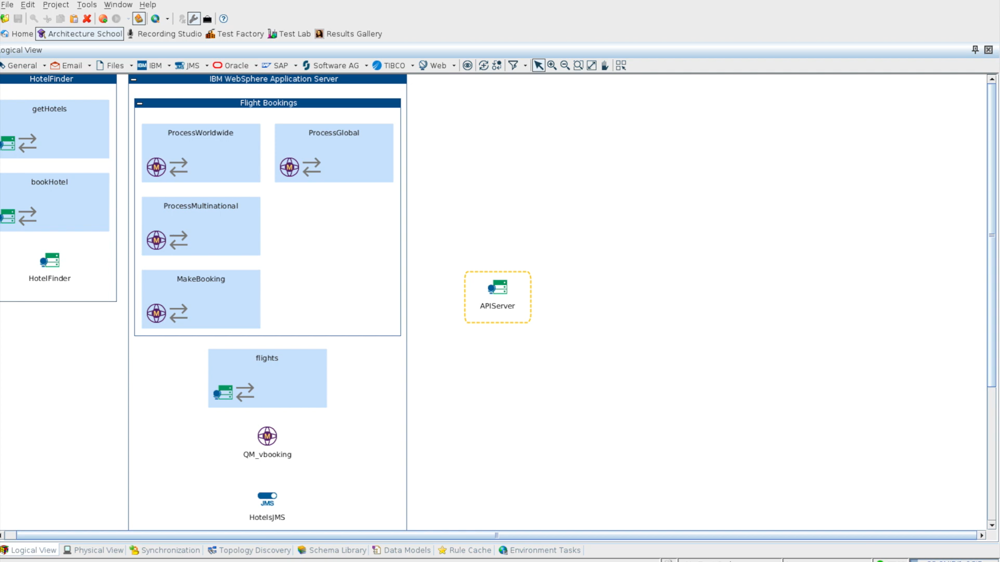 File Edit Project Tools Window Help
Home Architecture School Recording Studio Test Factory Test Lab Results Gallery
ogical View
General Email Files IBM IBM JMS JMS Oracle SAP SAP Software AG TIBCO Web
HotelFinder
IBM WebSphere Application Server
Flight Bookings
getHotels
ProcessWorldwide
M
ProcessGlobal
M
bookHotel
ProcessMultinational
M
HotelFinder
MakeBooking
M
APIServer
flights
M
QM_vbooking
JMS
HotelsJMS
Logical View Physical View Synchronization Topology Discovery Schema Library Data Models Rule Cache Environment Tasks